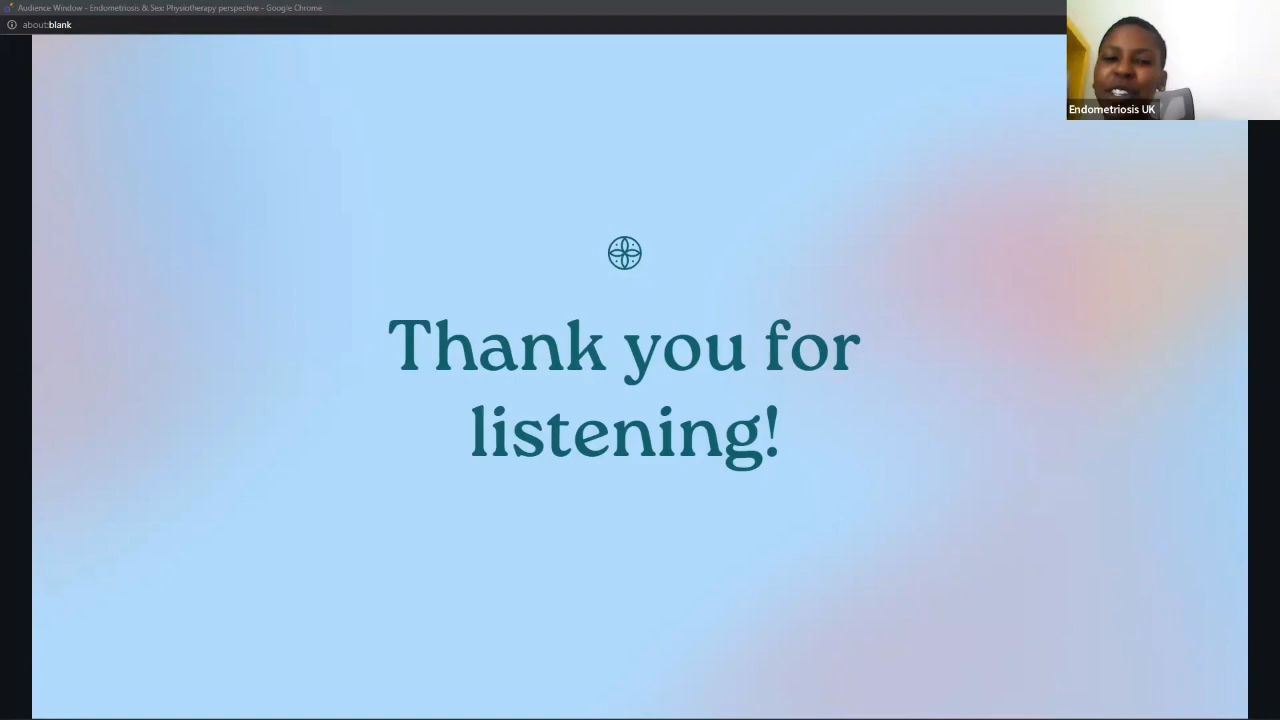 Audience Window - Endometriosis & Sex: Physiotherapy perspective - Google Chrome
about:blank
Endometriosis UK
Thank you for
listening!